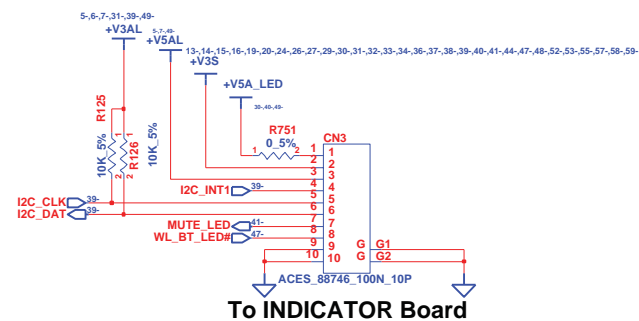 5-,6-,7-,31-,39-,49-
+V3AL
5-,7-,49-
+V5AL
13-,14-,15-,16-,19-,20-,24-,26-,27-,29-,30-,31-,32-,33-,34-,36-,37-,38-,39-,40-,41-,44-,47-,48-,52-,53-,55-,57-,58-,59-
+V3S
+V5A_LED
30-,40-,49-
R125
10K_5%
1
2
1
2
R126
10K_5%
R751
0_5%
1
2
CN3
1 1
2 2
3 3
4 4
5 5
6 6
7 7
8 8
9 9
10 10
I2C_INT1 39-
I2C_CLK 39-
I2C_DAT 39-
MUTE_LED 41-
WL_BT_LED# 47-
G G1
G G2
ACES_88746_100N_10P
To INDICATOR Board